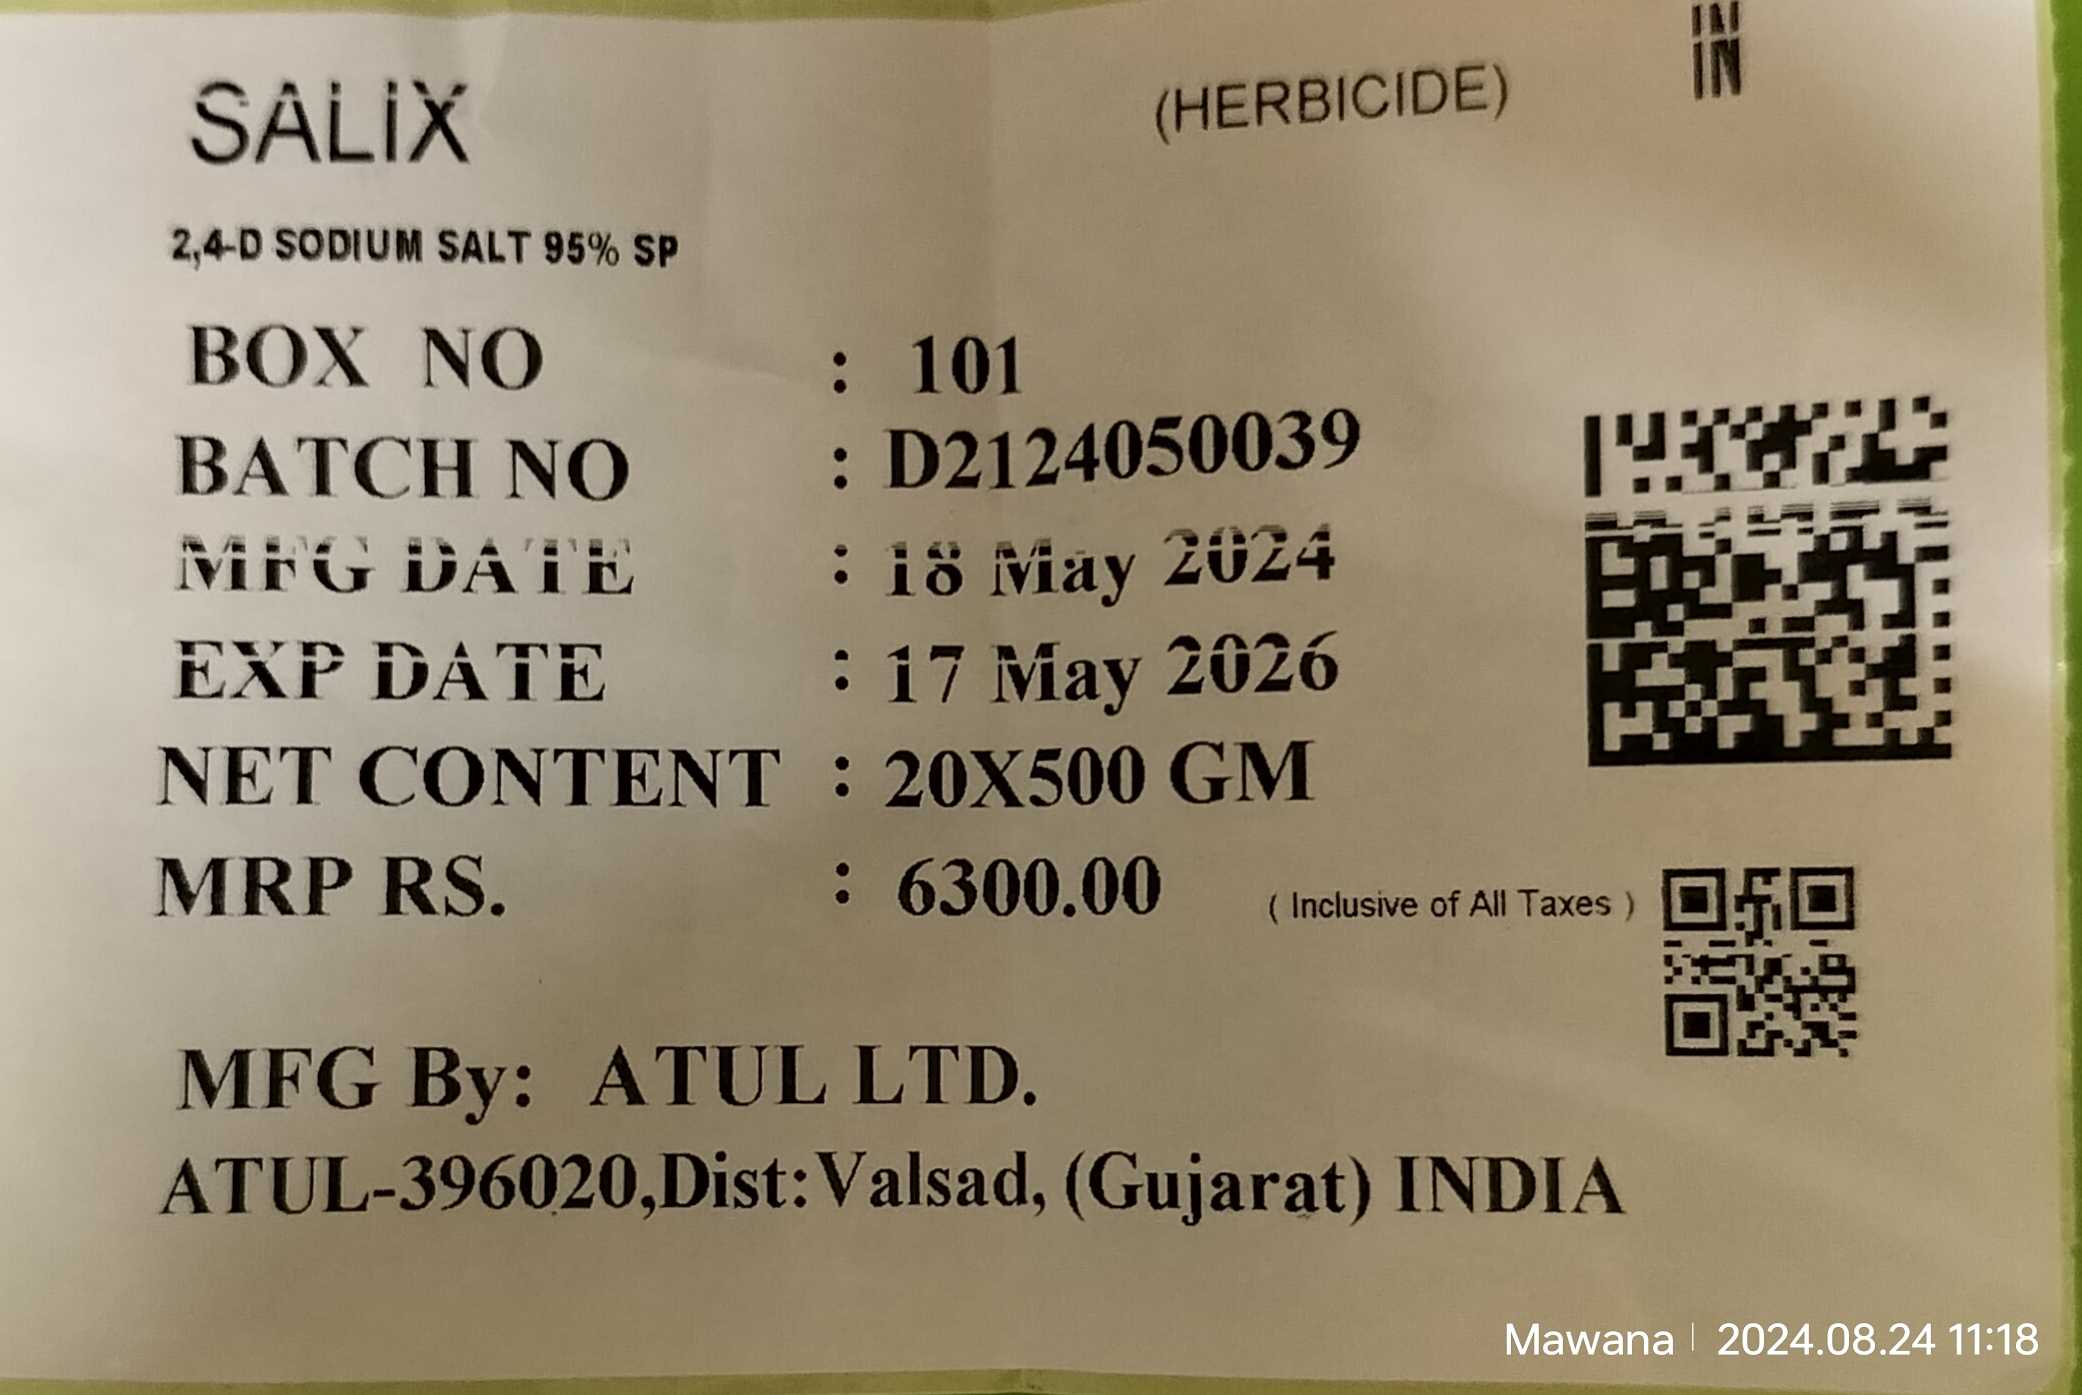 IN
SALIX (HERBICIDE)
2,4-D SODIUM SALT 95% SP
BOX NO : 101
BATCH NO : D2124050039
MFG DATE : 18 May 2024
EXP DATE : 17 May 2026
NET CONTENT : 20X500 GM
MRP RS. : 6300.00 ( Inclusive of All Taxes )
MFG By: ATUL LTD.
ATUL-396020,Dist:Valsad, (Gujarat) INDIA
Mawana | 2024.08.24 11:18